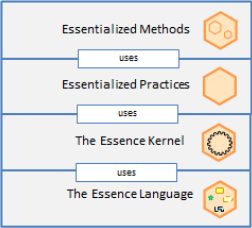 Essentialized Methods
uses
Essentialized Practices
uses
The Essence Kernel
uses
The Essence Language